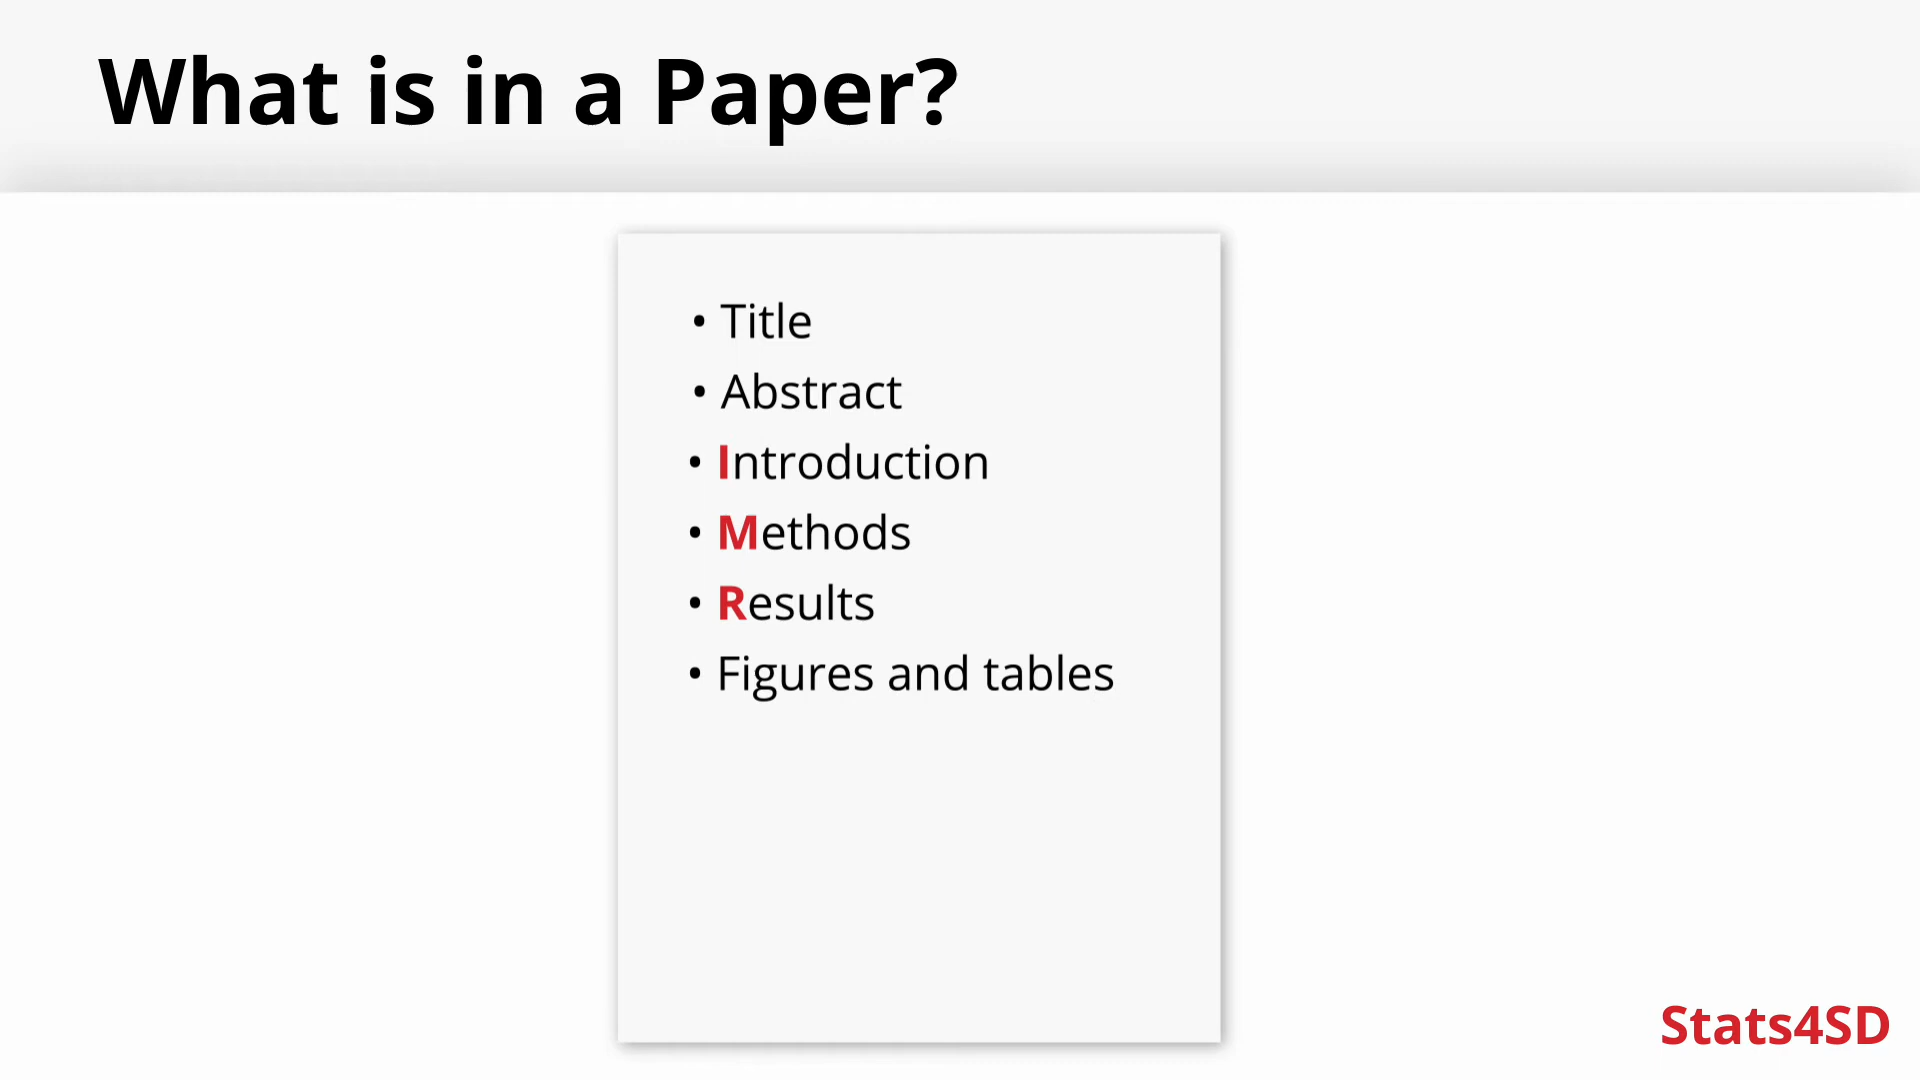 What is in a Paper?
• Title
• Abstract
• Introduction
• Methods
• Results
• Figures and tables
Stats4SD